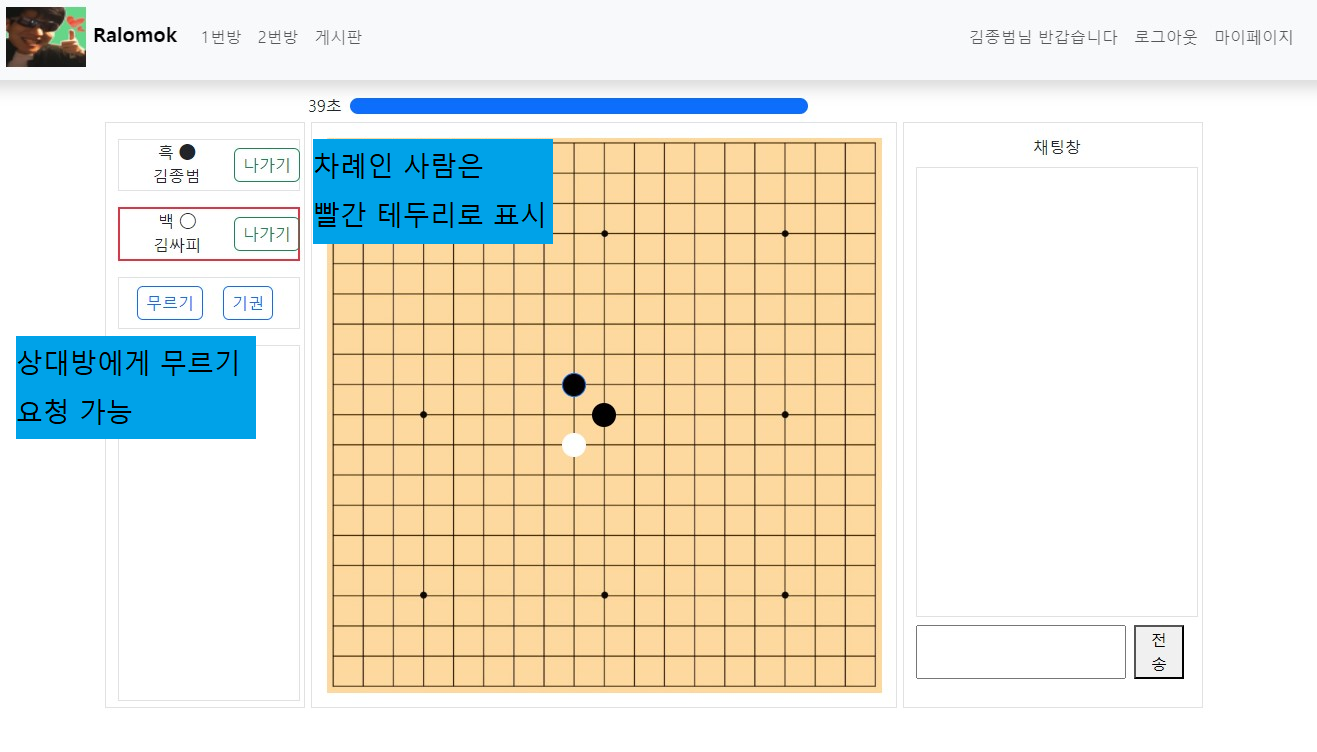 Ralomok 1번방 2번방 게시판 김종범님 반갑습니다 로그아웃 마이페이지
39초
흑
김종범
나가기
백
김싸피
나가기
무르기 기권
상대방에게 무르기
요청 가능
차례인 사람은
빨간 테두리로 표시
채팅창
전
송